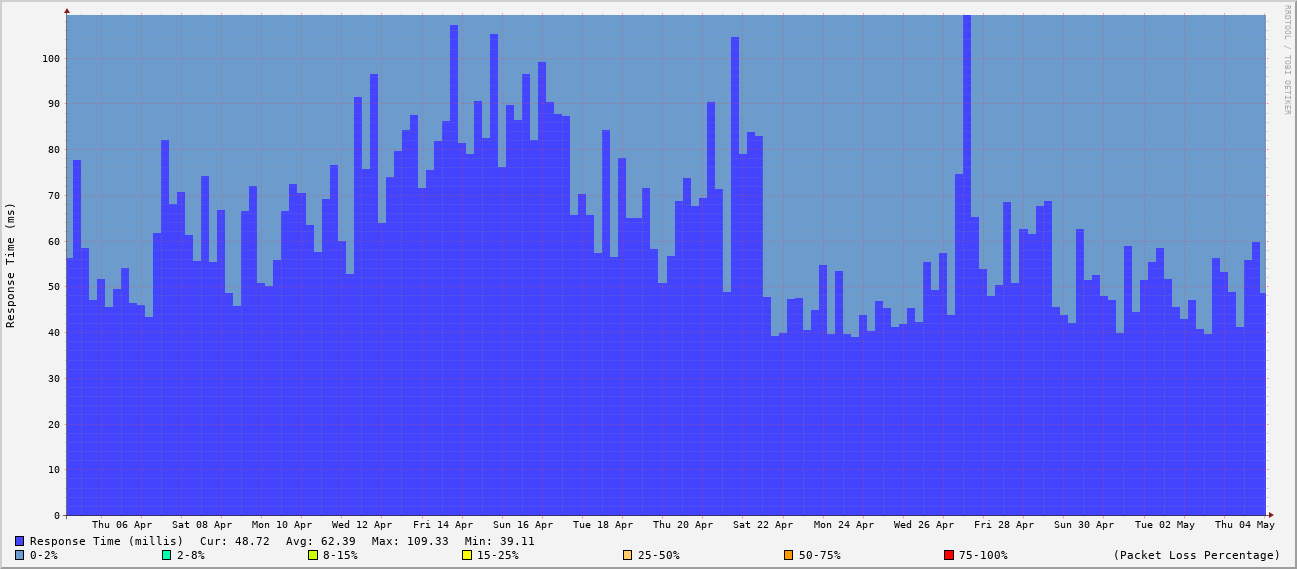 RRDTOOL / TOBI OETIKER
Response Time (ms)
100
90
80
70
60
50
40
30
20
10
0
Thu 06 Apr Sat 08 Apr Mon 10 Apr Wed 12 Apr Fri 14 Apr Sun 16 Apr Tue 18 Apr Thu 20 Apr Sat 22 Apr Mon 24 Apr Wed 26 Apr Fri 28 Apr Sun 30 Apr Tue 02 May Thu 04 May
Response Time (millis) Cur: 48.72 Avg: 62.39 Max: 109.33 Min: 39.11
0-2% 2-8% 8-15% 15-25% 25-50% 50-75% 75-100% (Packet Loss Percentage)